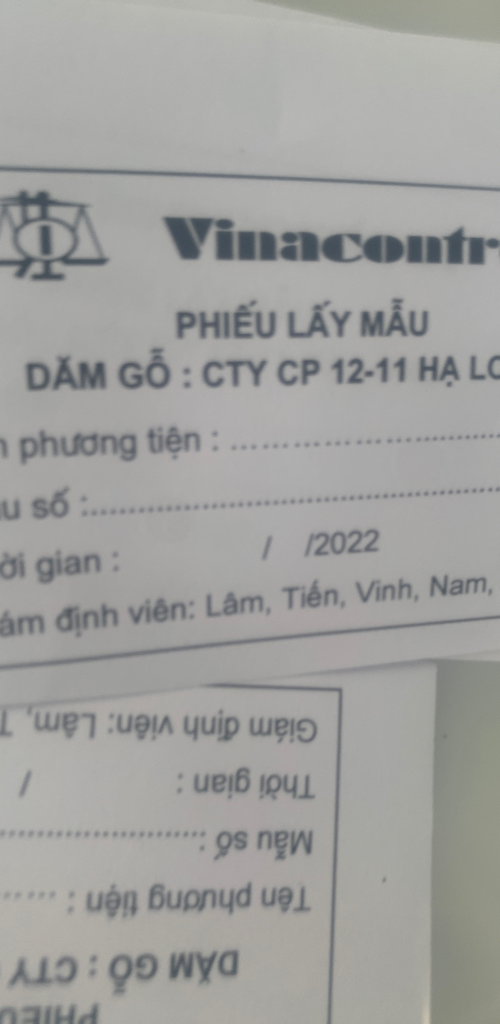 Vinacontr
PHIẾU LẤY MẪU
DĂM GỖ : CTY CP 12-11 HẠ LO
n phương tiện : ........................
u số :........................
ời gian : / /2022
ám định viên: Lâm, Tiến, Vinh, Nam,
PHIẾU
DĂM GỖ : CTY
Tên phương tiện : ......
Mẫu số :........................
Thời gian : /
Giám định viên: Lâm, T